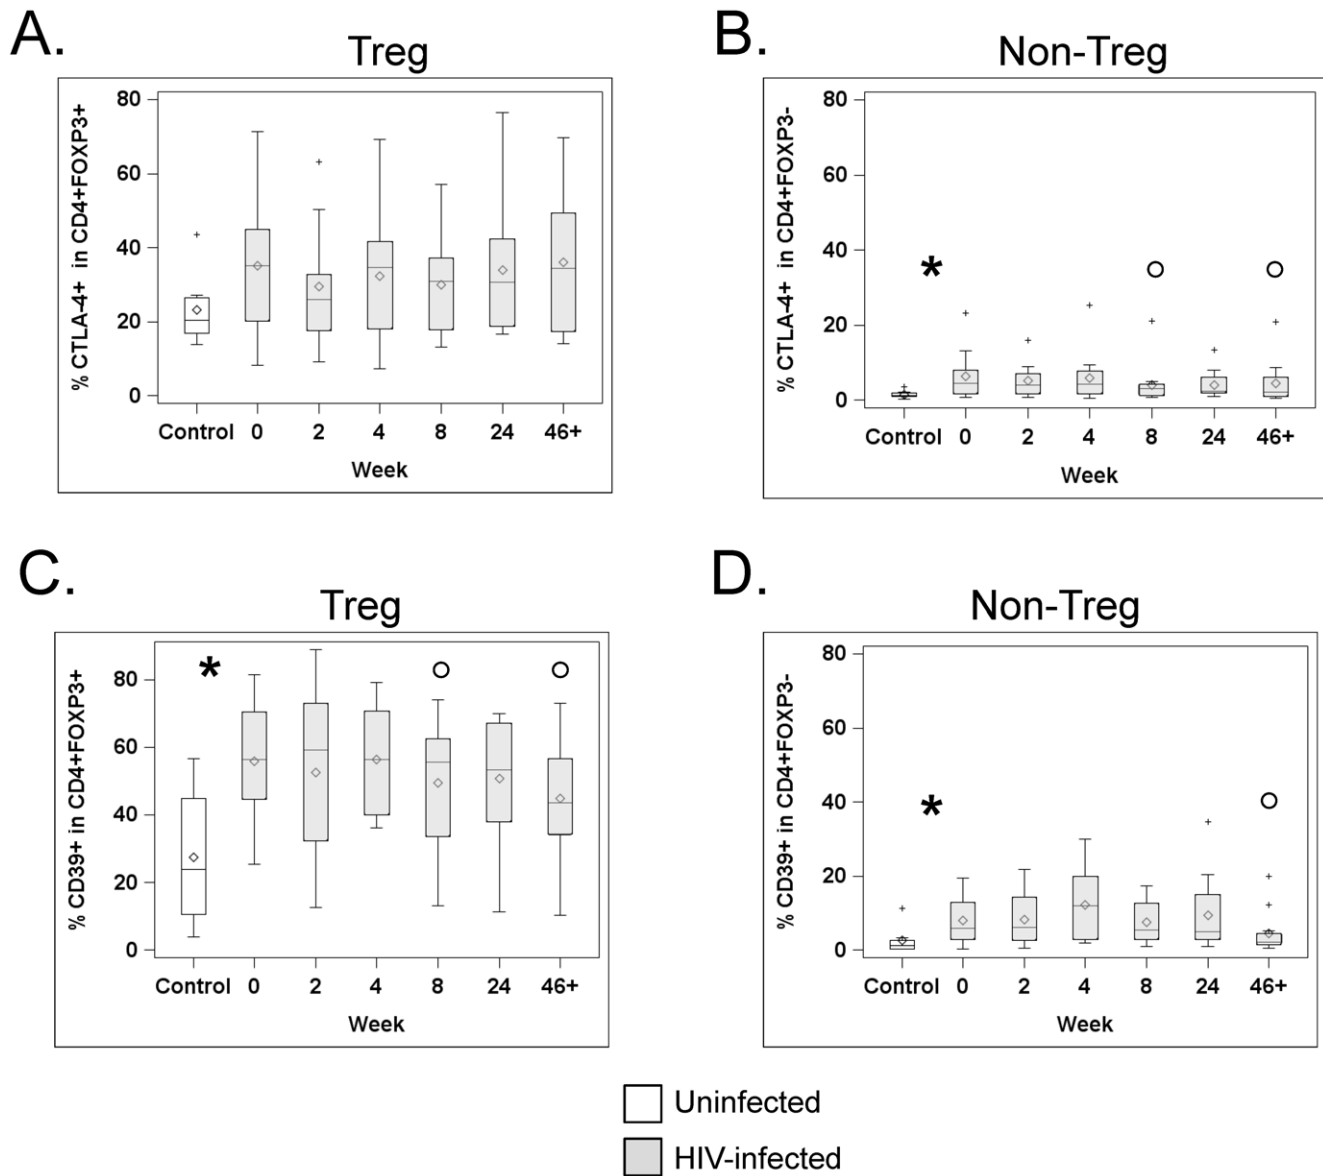 A.
Treg
% CTLA-4+ in CD4+FOXP3+
80
60
40
20
0
Control 0 2 4 8 24 46+
Week
B.
Non-Treg
% CTLA-4+ in CD4+FOXP3-
80
60
40
20
0
*
Control 0 2 4 8 24 46+
Week
C.
Treg
% CD39+ in CD4+FOXP3+
80
60
40
20
0
*
Control 0 2 4 8 24 46+
Week
D.
Non-Treg
% CD39+ in CD4+FOXP3-
80
60
40
20
0
*
Control 0 2 4 8 24 46+
Week
Uninfected
HIV-infected